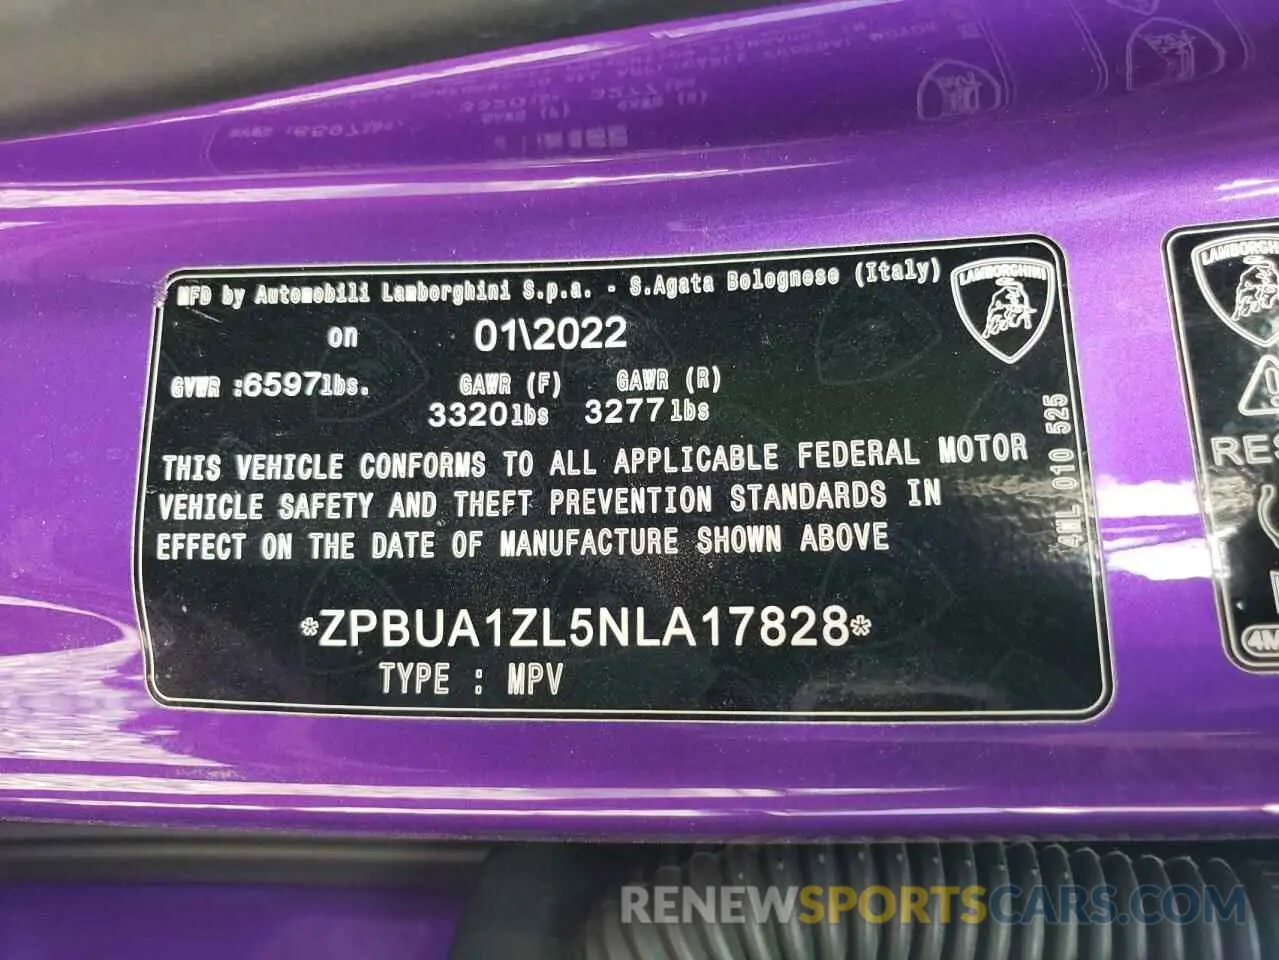 MFD by Automobili Lamborghini S.p.a. - S.Agata Bolognese (Italy)
on 01\2022
GVWR :6597lbs. GAWR (F) GAWR (R)
3320lbs 3277lbs
THIS VEHICLE CONFORMS TO ALL APPLICABLE FEDERAL MOTOR
VEHICLE SAFETY AND THEFT PREVENTION STANDARDS IN
EFFECT ON THE DATE OF MANUFACTURE SHOWN ABOVE
*ZPBUA1ZL5NLA17828*
TYPE : MPV
LAMBORGHINI
4ML 010 525
LAMBORGHINI
RES
4M
RENEWSPORTSCARS.COM